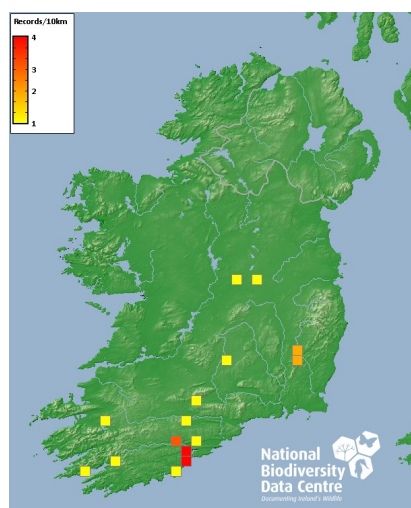 Records/10km
4
3
2
1
National
Biodiversity
Data Centre
Documenting Ireland's Wildlife